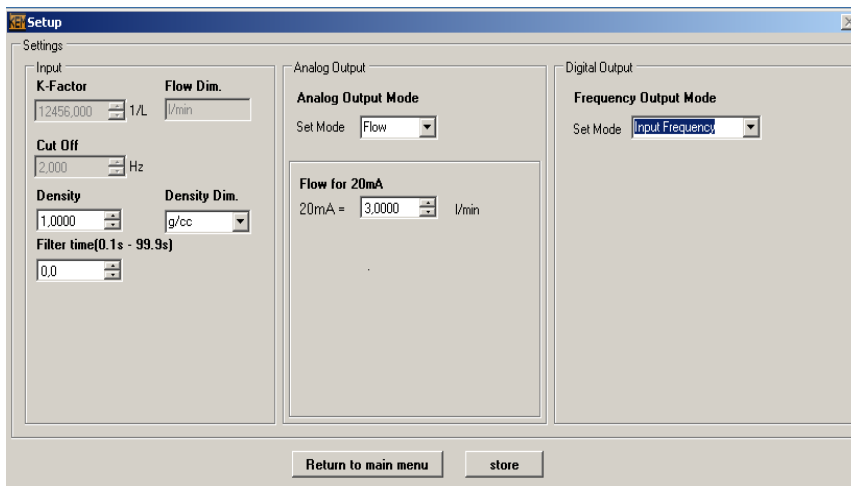 KEM Setup
Settings
Input
K-Factor Flow Dim.
12456,000 1/L l/min
Cut Off
2,000 Hz
Density Density Dim.
1,0000 g/cc
Filter time(0.1s - 99.9s)
0,0
Analog Output
Analog Output Mode
Set Mode Flow
Flow for 20mA
20mA = 3,0000 l/min
Digital Output
Frequency Output Mode
Set Mode Input Frequency
Return to main menu store